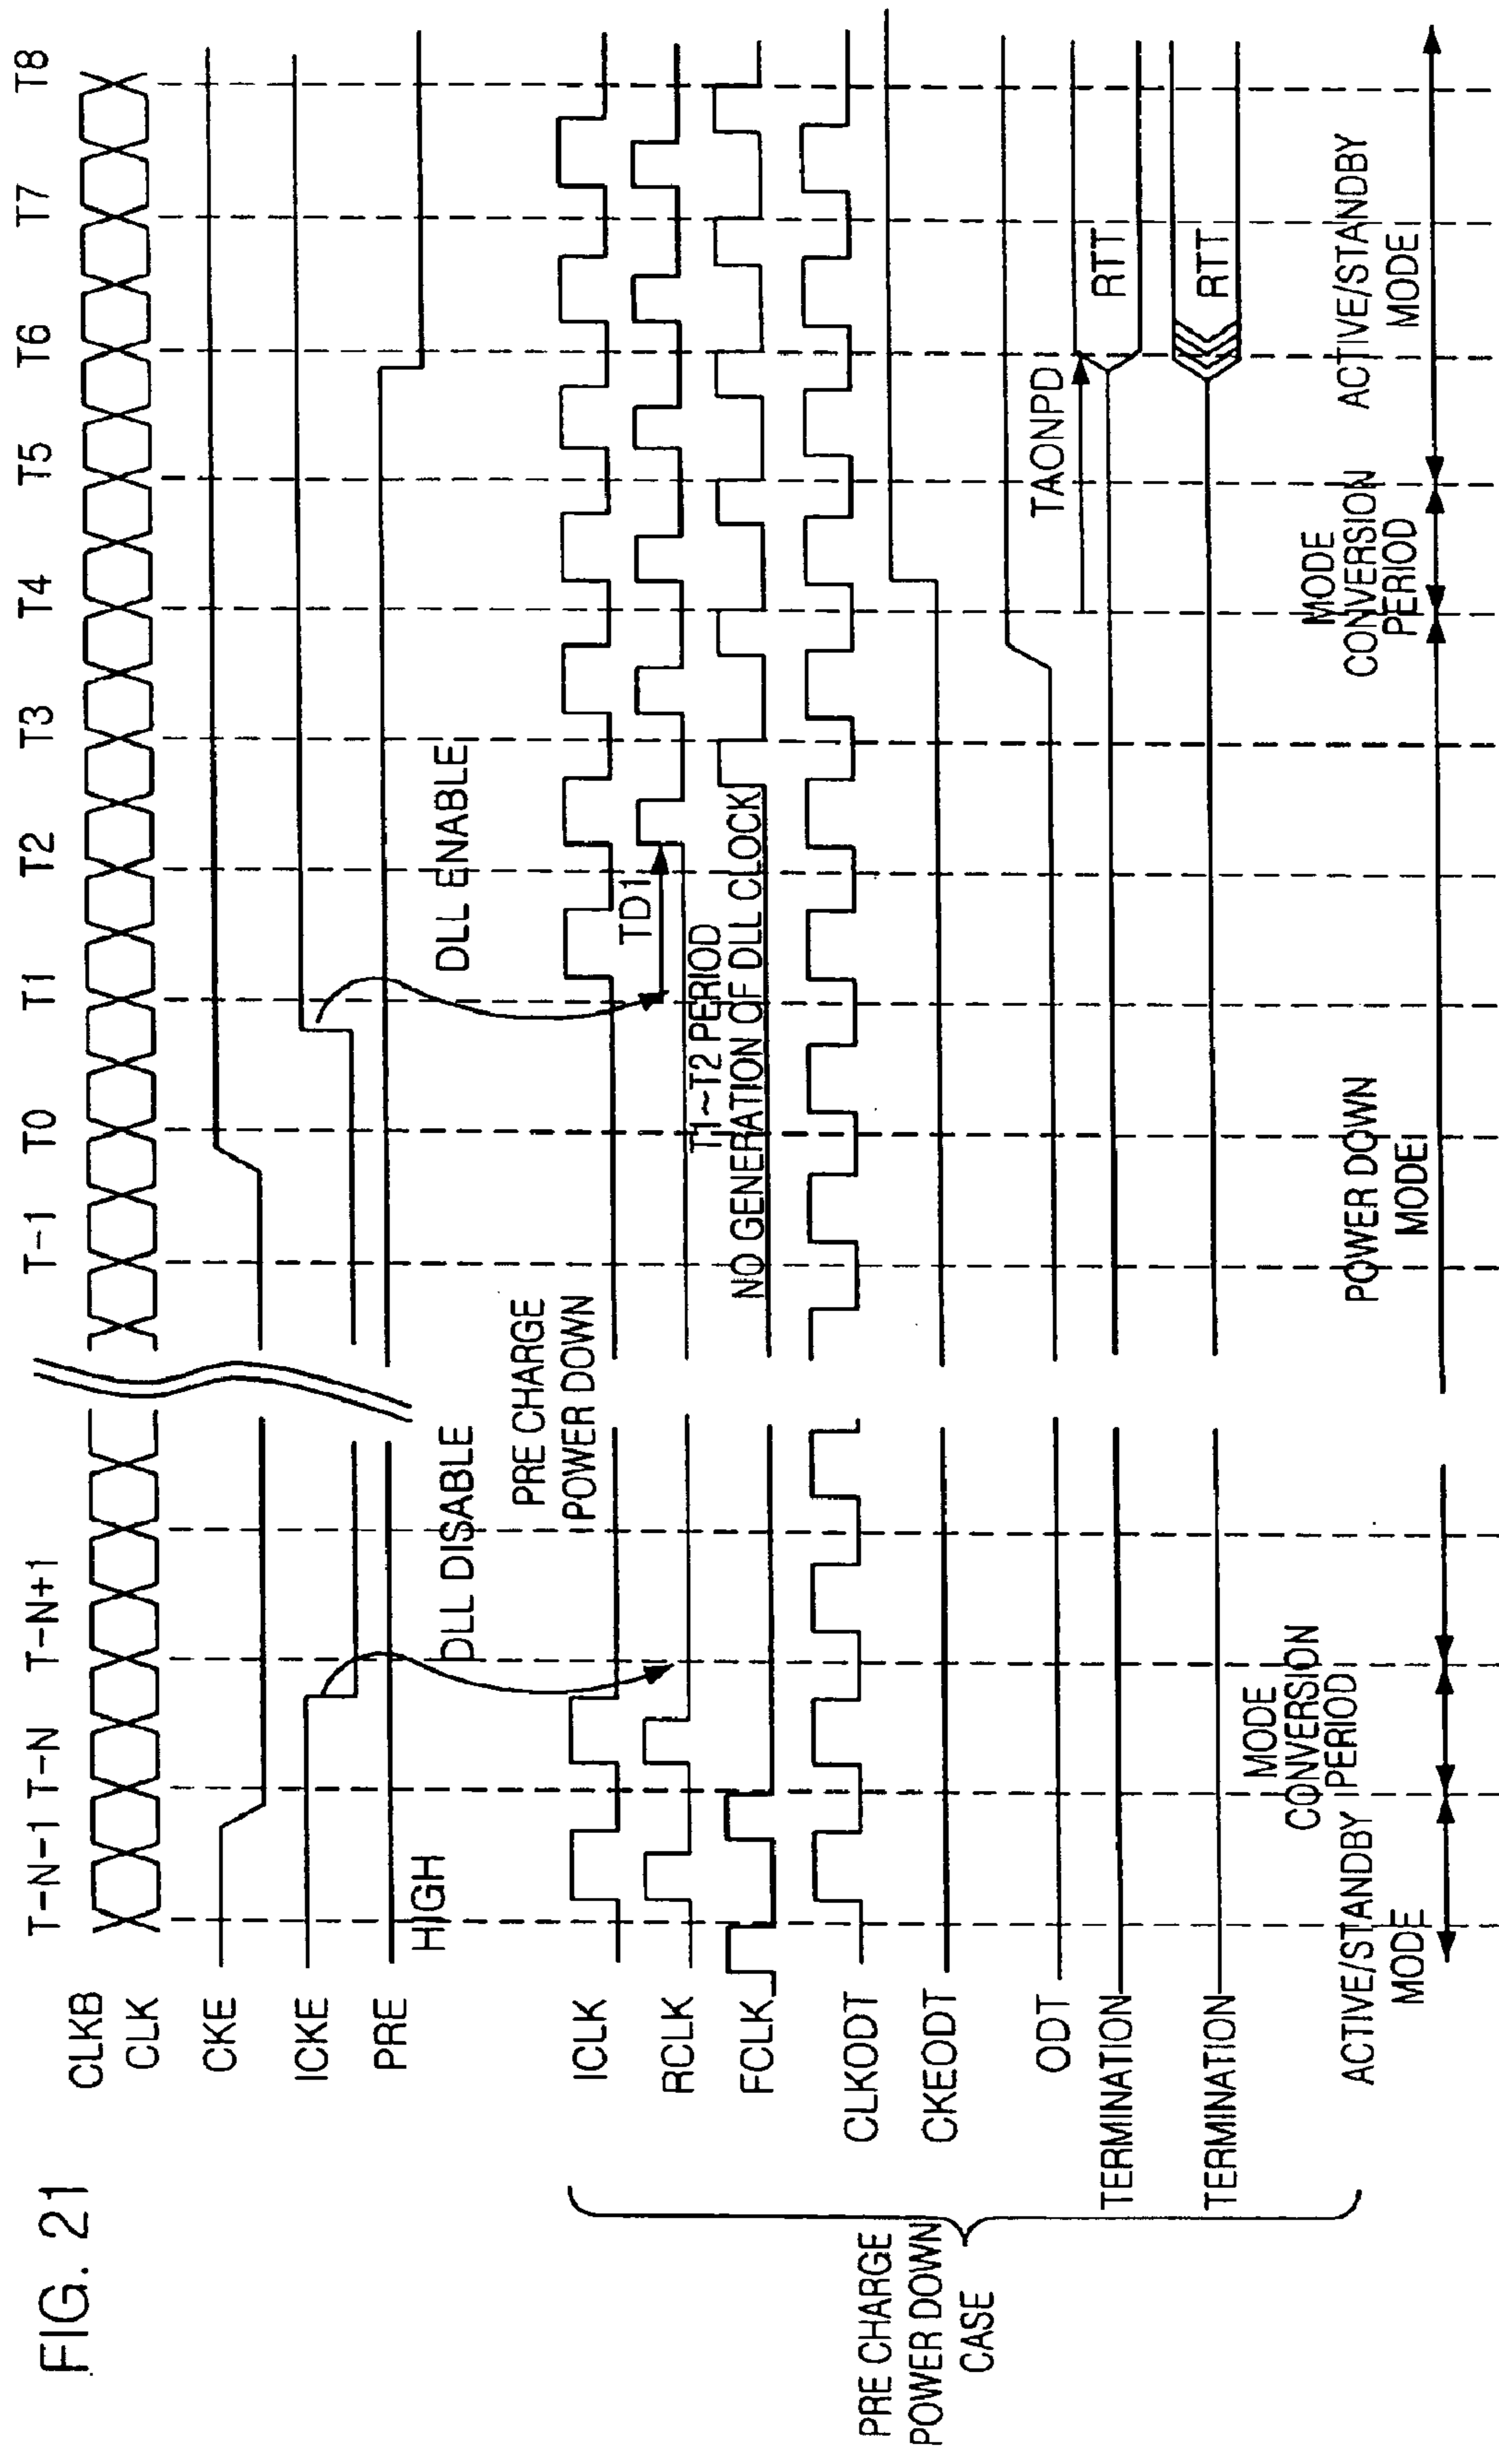 FIG. 21
T-N-1 T-N T-N+1 T-1 T0 T1 T2 T3 T4 T5 T6 T7 T8
CLKB
CLK
CKE
ICKE
PRE
HIGH
DLL DISABLE
DLL ENABLE
PRE CHARGE
POWER DOWN
ICLK
RCLK
TD1
FCLK
T1~T2 PERIOD
NO GENERATION OF DLL CLOCK
CLKODT
CKEODT
ODT
TAONPD
TERMINATION
RTT
TERMINATION
RTT
PRE CHARGE
POWER DOWN
CASE
ACTIVE/STANDBY
MODE
MODE
CONVERSION
PERIOD
POWER DOWN
MODE
MODE
CONVERSION
PERIOD
ACTIVE/STANDBY
MODE